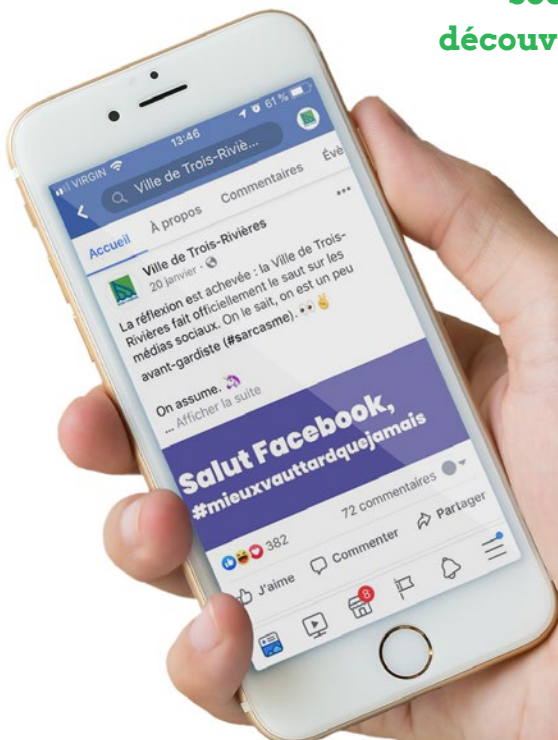 découv
VIRGIN 13:46 61 %
Ville de Trois-Riviè...
Accueil À propos Commentaires Évè
Ville de Trois-Rivières
20 janvier
La réflexion est achevée : la Ville de Trois-
Rivières fait officiellement le saut sur les
médias sociaux. On le sait, on est un peu
avant-gardiste (#sarcasme). 👀✌️
On assume. 🦄
... Afficher la suite
Salut Facebook,
#mieuxvauttardquejamais
382 72 commentaires
J'aime Commenter Partager
8